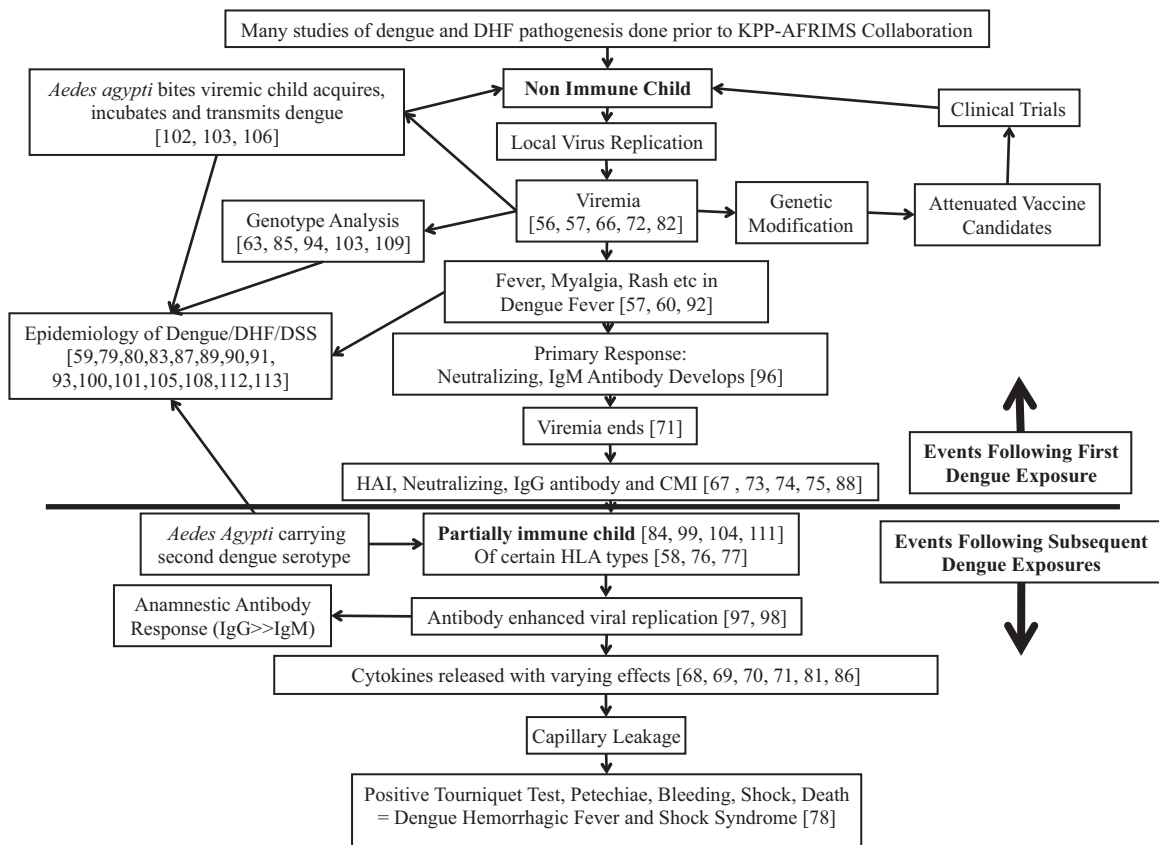 Many studies of dengue and DHF pathogenesis done prior to KPP-AFRIMS Collaboration
Aedes agypti bites viremic child acquires,
incubates and transmits dengue
[102, 103, 106]
Non Immune Child
Clinical Trials
Local Virus Replication
Viremia
[56, 57, 66, 72, 82]
Genetic
Modification
Attenuated Vaccine
Candidates
Genotype Analysis
[63, 85, 94, 103, 109]
Fever, Myalgia, Rash etc in
Dengue Fever [57, 60, 92]
Epidemiology of Dengue/DHF/DSS
[59,79,80,83,87,89,90,91,
93,100,101,105,108,112,113]
Primary Response:
Neutralizing, IgM Antibody Develops [96]
Viremia ends [71]
Events Following First
Dengue Exposure
HAI, Neutralizing, IgG antibody and CMI [67 , 73, 74, 75, 88]
Aedes Agypti carrying
second dengue serotype
Partially immune child [84, 99, 104, 111]
Of certain HLA types [58, 76, 77]
Events Following Subsequent
Dengue Exposures
Anamnestic Antibody
Response (IgG>>IgM)
Antibody enhanced viral replication [97, 98]
Cytokines released with varying effects [68, 69, 70, 71, 81, 86]
Capillary Leakage
Positive Tourniquet Test, Petechiae, Bleeding, Shock, Death
= Dengue Hemorrhagic Fever and Shock Syndrome [78]